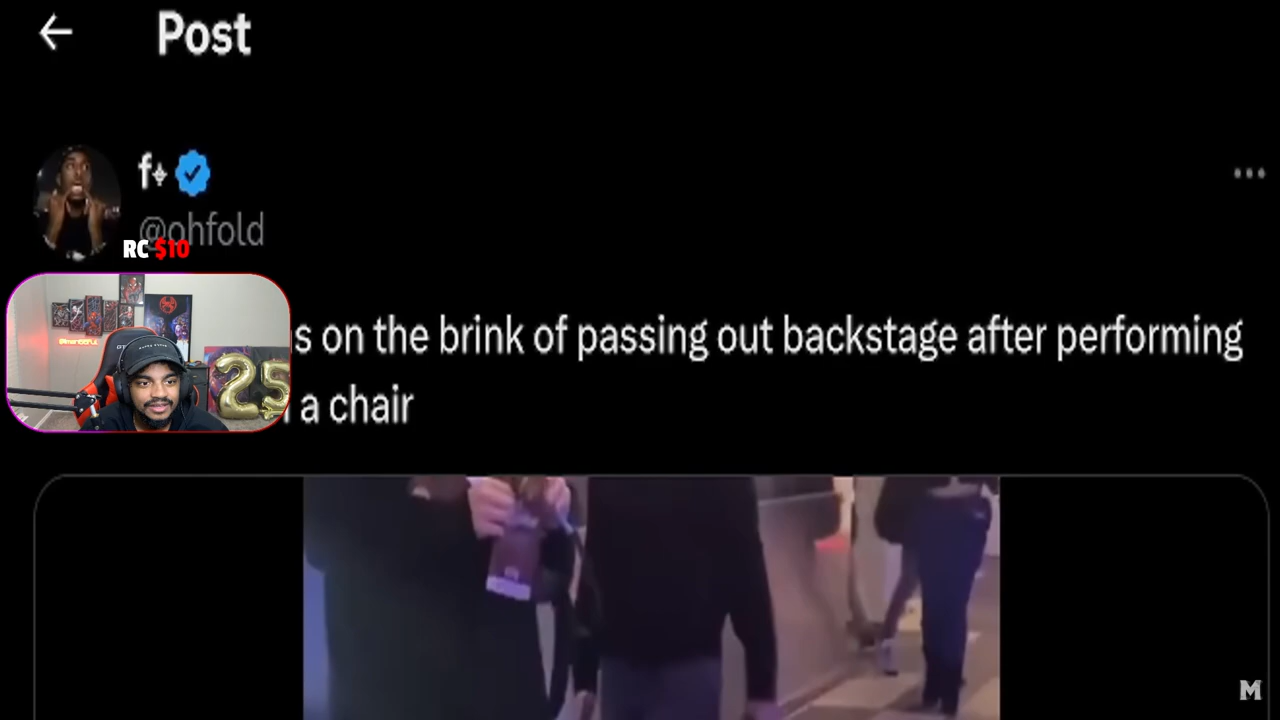 Post
f
@ohfold
RC $10
s on the brink of passing out backstage after performing
a chair
25
M